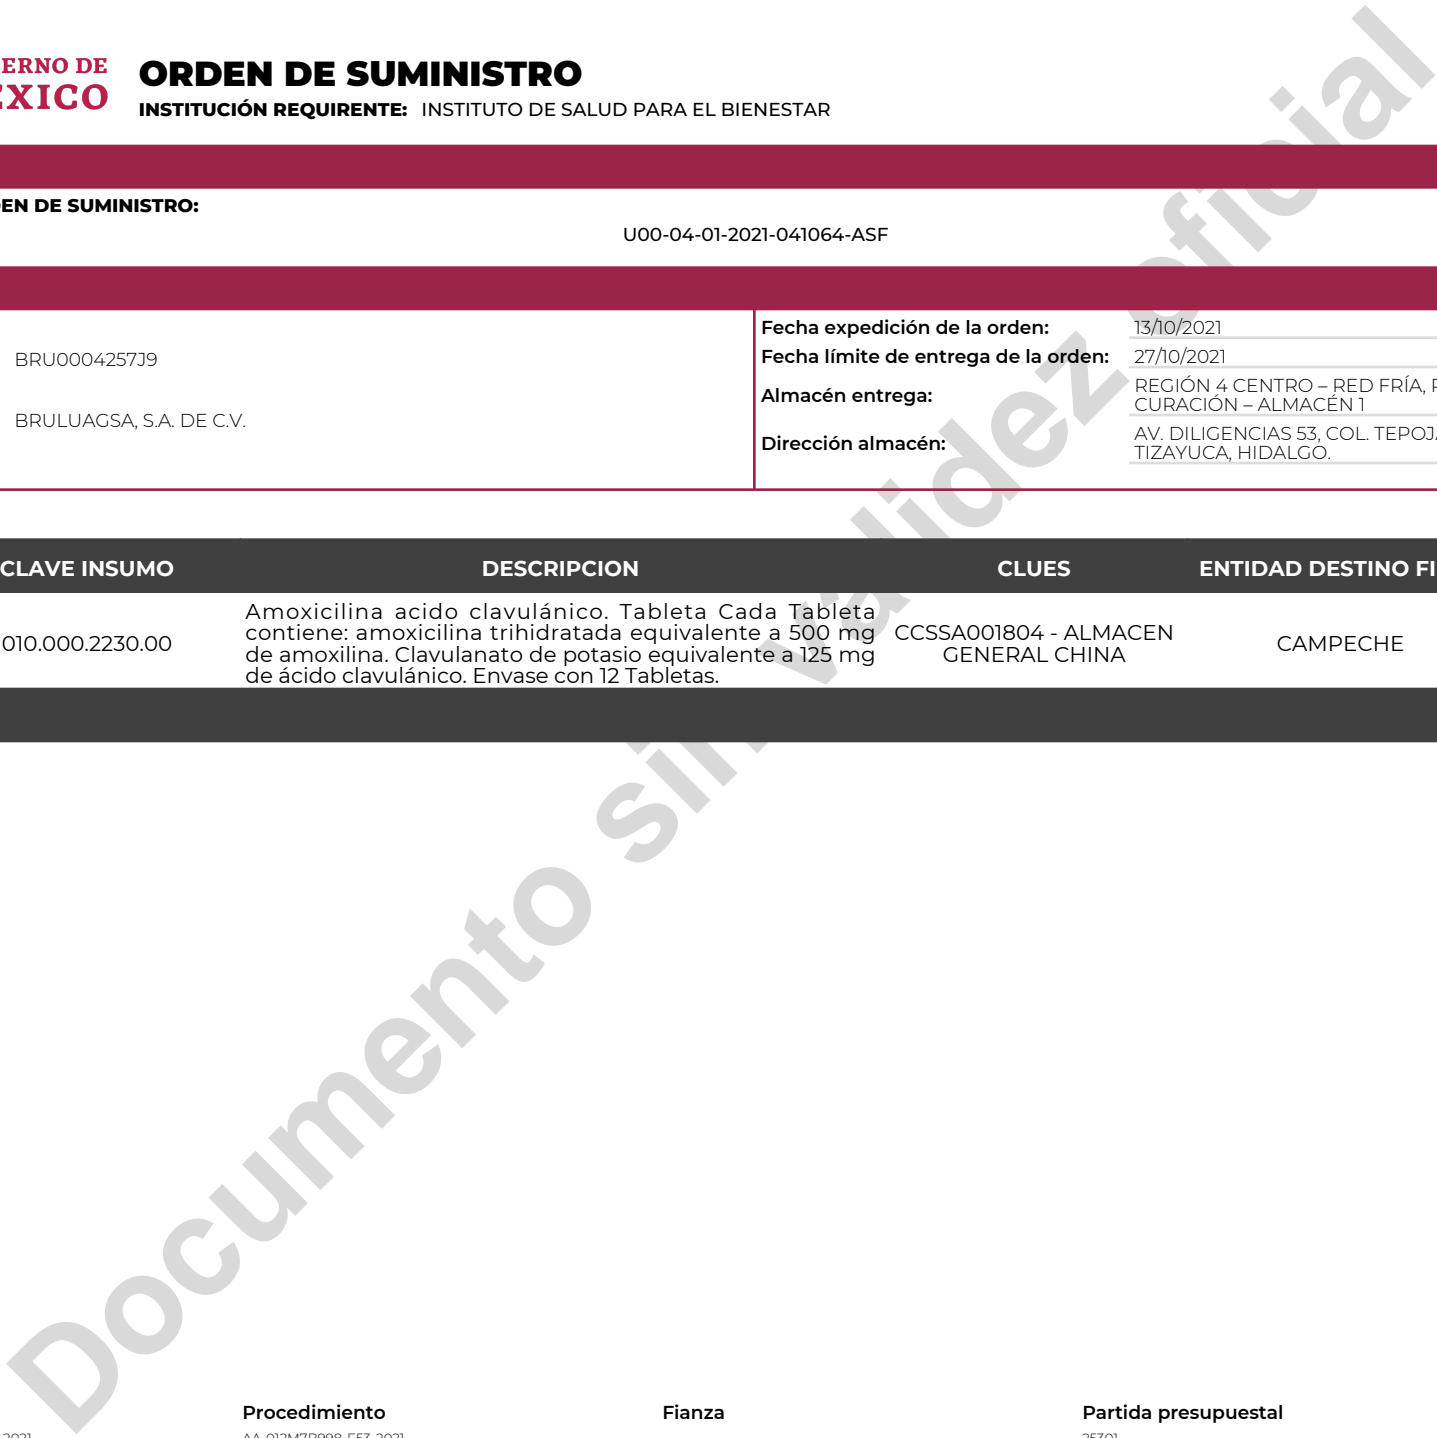 ERNO DE
ÉXICO
ORDEN DE SUMINISTRO
INSTITUCIÓN REQUIRENTE: INSTITUTO DE SALUD PARA EL BIENESTAR
EN DE SUMINISTRO:
U00-04-01-2021-041064-ASF
BRU0004257J9
BRULUAGSA, S.A. DE C.V.
Fecha expedición de la orden: 13/10/2021
Fecha límite de entrega de la orden: 27/10/2021
Almacén entrega:
REGIÓN 4 CENTRO – RED FRÍA,
CURACIÓN – ALMACÉN 1
Dirección almacén:
AV. DILIGENCIAS 53, COL. TEPOJA
TIZAYUCA, HIDALGO.
CLAVE INSUMO DESCRIPCION CLUES ENTIDAD DESTINO FI
010.000.2230.00
Amoxicilina acido clavulánico. Tableta Cada Tableta
contiene: amoxicilina trihidratada equivalente a 500 mg
de amoxilina. Clavulanato de potasio equivalente a 125 mg
de ácido clavulánico. Envase con 12 Tabletas.
CCSSA001804 - ALMACEN
GENERAL CHINA
CAMPECHE
Documento sin validez oficial
Procedimiento Fianza Partida presupuestal